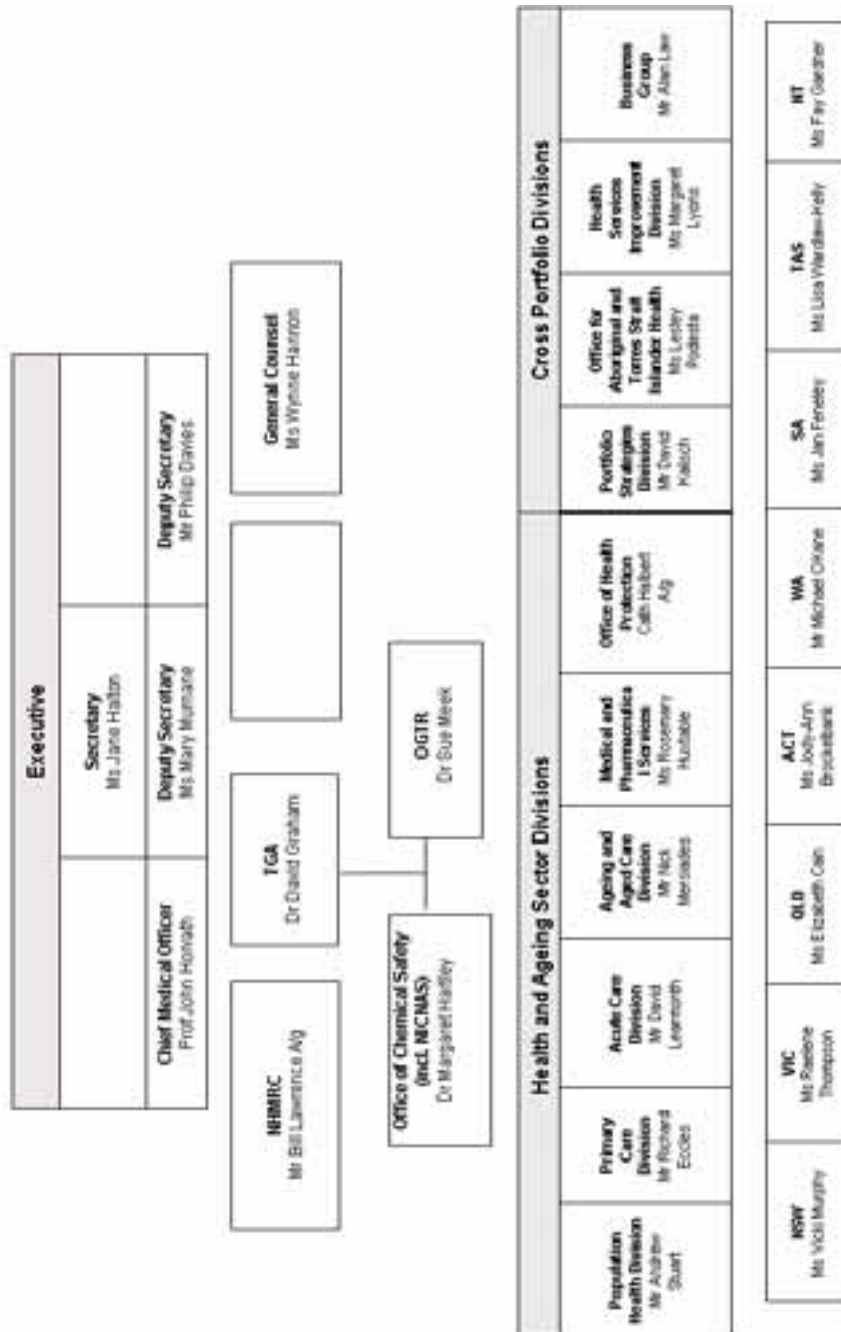 Executive
Secretary
Ms Jane Halton
Chief Medical Officer
Prof John Horvath
Deputy Secretary
Ms Mary Murnane
Deputy Secretary
Mr Philip Davies
NHMRC
Mr Bill Lawrence A/g
TGA
Dr David Graham
General Counsel
Ms Wynne Hannon
Office of Chemical Safety
(incl. NICNAS)
Dr Margaret Hartley
OGTR
Dr Sue Meek
Health and Ageing Sector Divisions
Cross Portfolio Divisions
Population
Health Division
Mr Andrew
Stuart
Primary
Care
Division
Mr Richard
Eccles
Acute Care
Division
Mr David
Learmonth
Ageing and
Aged Care
Division
Mr Nick
Mersiades
Medical and
Pharmaceutica
l Services
Ms Rosemary
Huxtable
Office of Health
Protection
Cath Halbert
A/g
Portfolio
Strategies
Division
Mr David
Kalisch
Office for
Aboriginal and
Torres Strait
Islander Health
Ms Lesley
Podesta
Health
Services
Improvement
Division
Ms Margaret
Lyons
Business
Group
Mr Alan Law
NSW
Ms Vicki Murphy
VIC
Ms Raelene
Thompson
QLD
Ms Elizabeth Cain
ACT
Ms Jody-Ann
Brockelbank
WA
Mr Michael O'Kane
SA
Ms Jan Feneley
TAS
Ms Lisa Wardlaw-Kelly
NT
Ms Fay Gardner